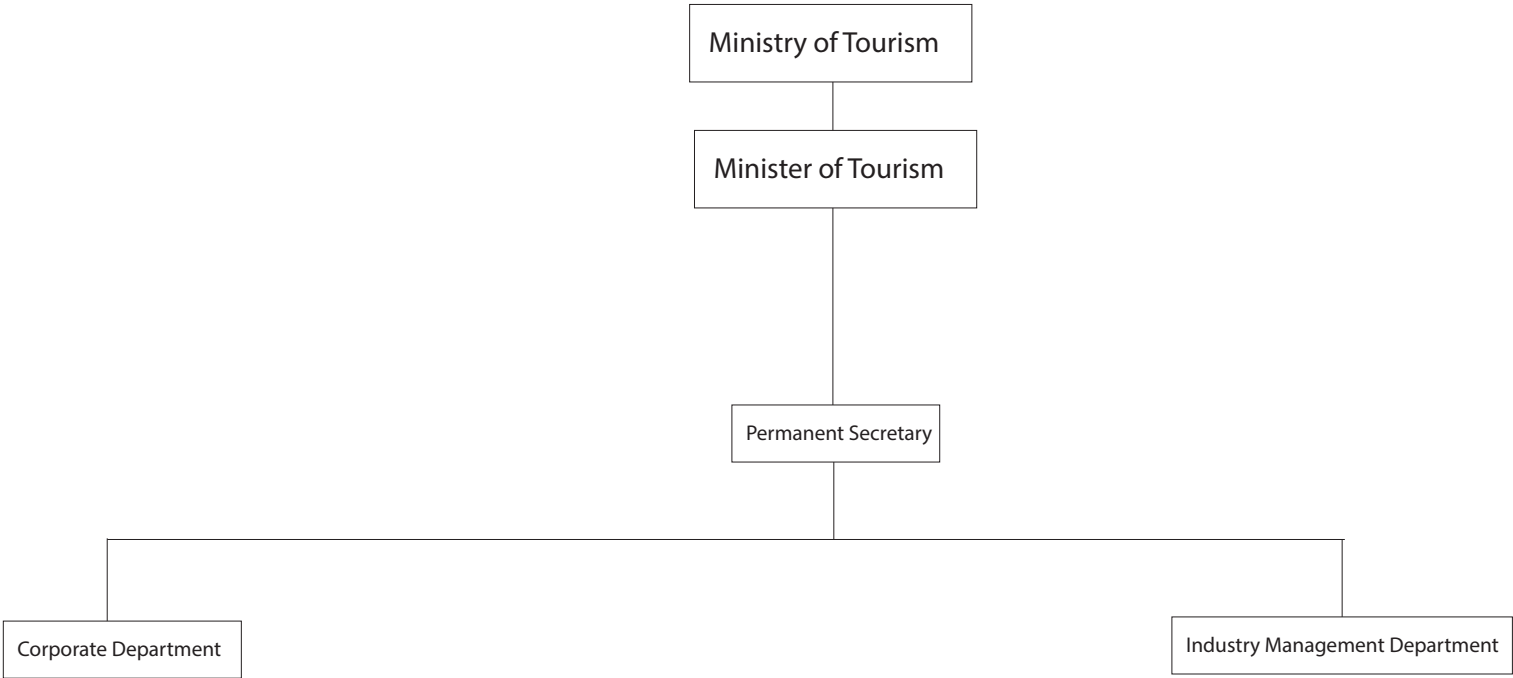 Ministry of Tourism
Minister of Tourism
Permanent Secretary
Corporate Department
Industry Management Department